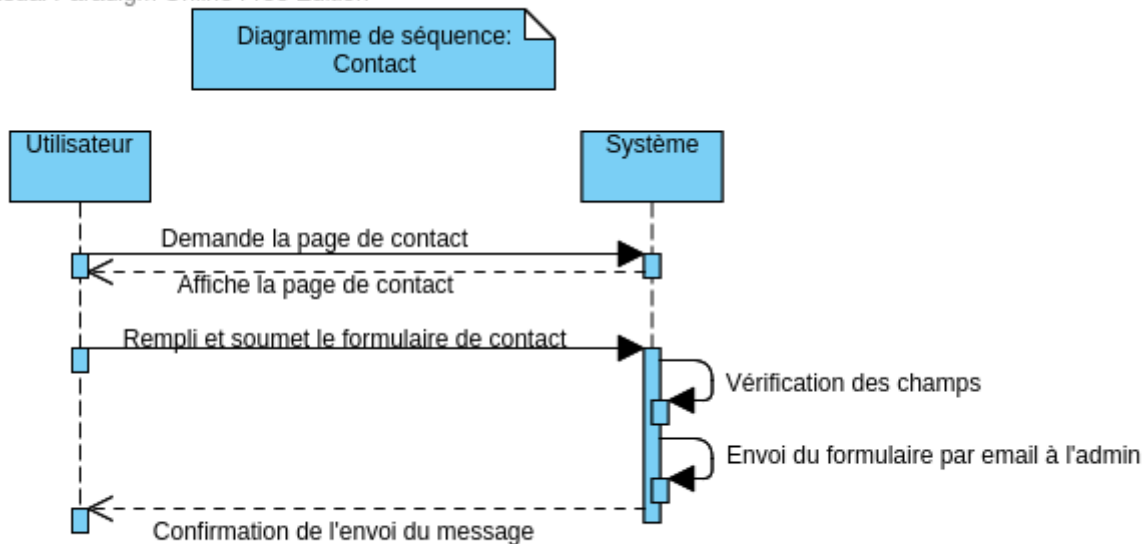 Diagramme de séquence:
Contact
Utilisateur
Système
Demande la page de contact
Affiche la page de contact
Rempli et soumet le formulaire de contact
Vérification des champs
Envoi du formulaire par email à l'admin
Confirmation de l'envoi du message